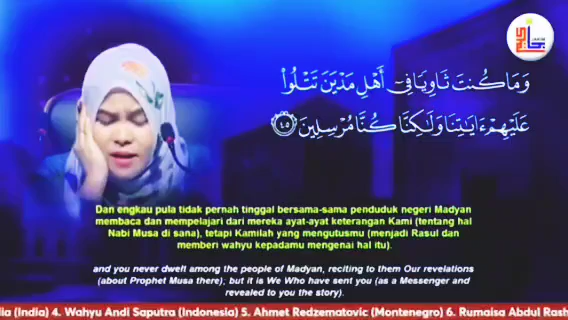 وَمَا كُنتَ ثَاوِيًا فِىٓ أَهْلِ مَدْيَنَ تَتْلُوا۟
عَلَيْهِمْ ءَايَٰتِنَا وَلَٰكِنَّا كُنَّا مُرْسِلِينَ ٤٥
Dan engkau pula tidak pernah tinggal bersama-sama penduduk negeri Madyan
membaca dan mempelajari dari mereka ayat-ayat keterangan Kami (tentang hal
Nabi Musa di sana), tetapi Kamilah yang mengutusmu (menjadi Rasul dan
memberi wahyu kepadamu mengenai hal itu).
and you never dwelt among the people of Madyan, reciting to them Our revelations
(about Prophet Musa there); but it is We Who have sent you (as a Messenger and
revealed to you the story).
dia (India) 4. Wahyu Andi Saputra (Indonesia) 5. Ahmet Redzematovic (Montenegro) 6. Rumaisa Abdul Rash